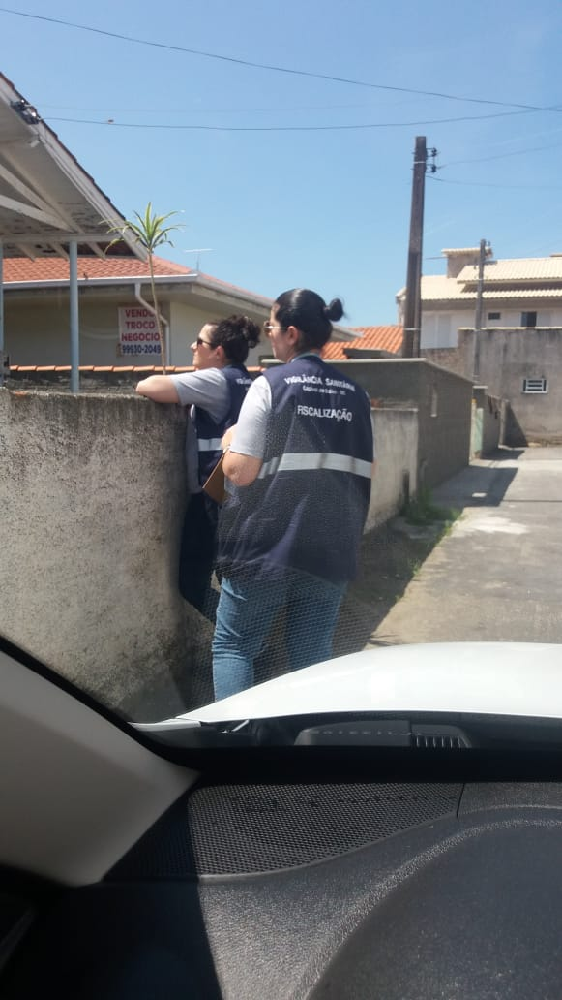 VENDO
TROCO
NEGOCIO
99930-2049
VIGILÂNCIA SANITÁRIA
FISCALIZAÇÃO